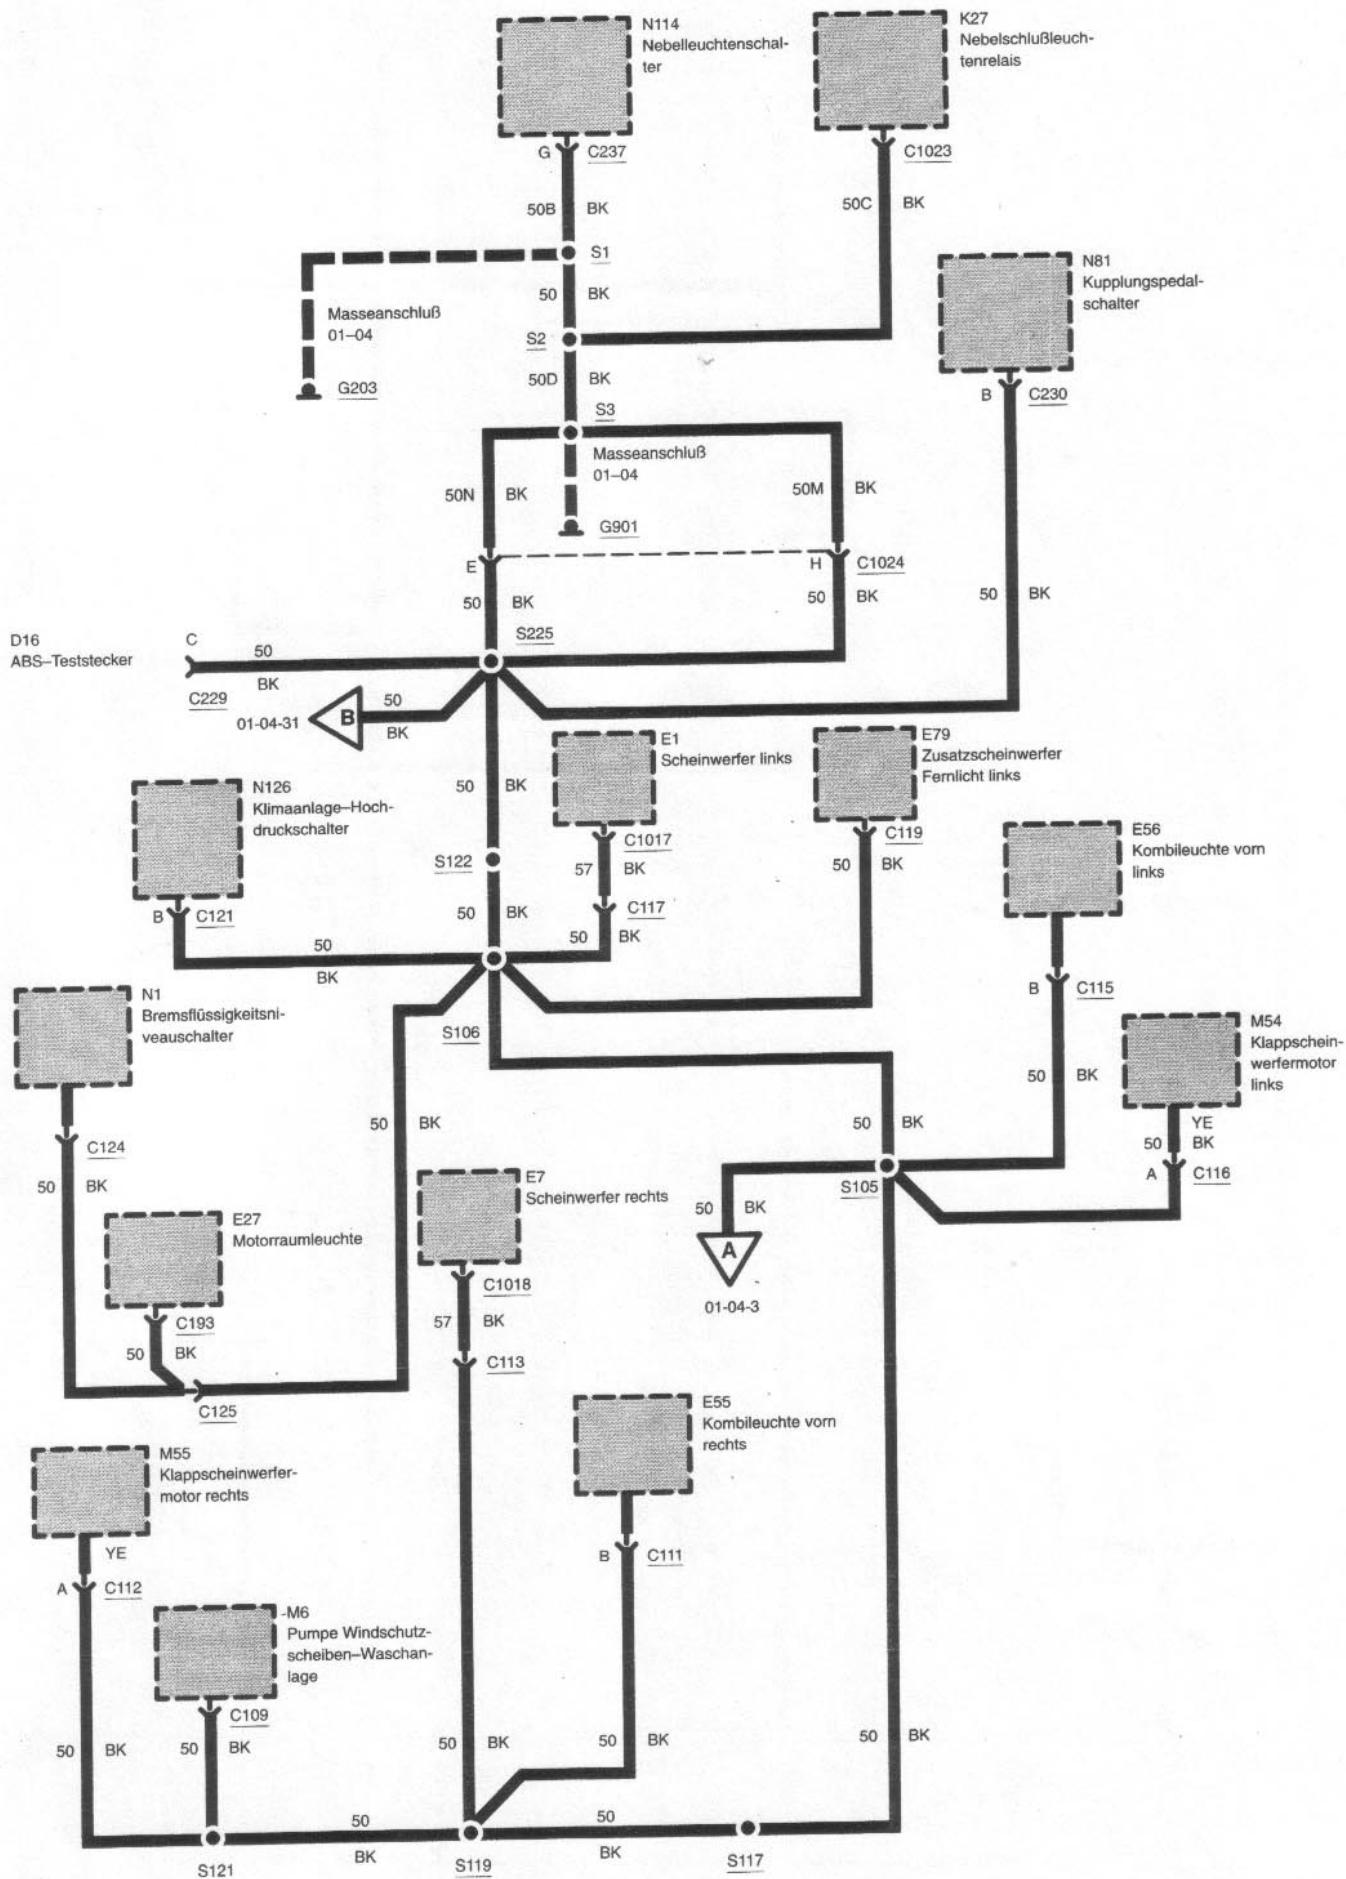 N114
Nebelleuchtenschal-
ter
K27
Nebelschlußleuch-
tenrelais
G C237
C1023
50B BK
50C BK
S1
N81
Kupplungspedal-
schalter
50 BK
Masseanschluß
01–04
S2
50D BK
G203
B C230
S3
Masseanschluß
01–04
50N BK
50M BK
G901
E
H C1024
50 BK
50 BK
50 BK
D16
ABS–Teststecker
C
S225
50
BK
C229
50
BK
01-04-31
B
E1
Scheinwerfer links
E79
Zusatzscheinwerfer
Fernlicht links
N126
Klimaanlage–Hoch-
druckschalter
50 BK
E56
Kombileuchte vorn
links
C1017
C119
57 BK
50 BK
S122
B C121
50 BK
C117
50 BK
50
BK
N1
Bremsflüssigkeitsni-
veauschalter
B C115
M54
Klappschein-
werfermotor
links
S106
50 BK
50 BK
50 BK
YE
50 BK
C124
A C116
50 BK
E7
Scheinwerfer rechts
S105
50 BK
E27
Motorraumleuchte
A
01-04-3
C1018
C193
57 BK
50 BK
C113
C125
E55
Kombileuchte vorn
rechts
M55
Klappscheinwerfer-
motor rechts
YE
B C111
A C112
-M6
Pumpe Windschutz-
scheiben–Waschan-
lage
C109
50 BK
50 BK
50 BK
50 BK
50 BK
50
BK
50
BK
S121
S119
S117